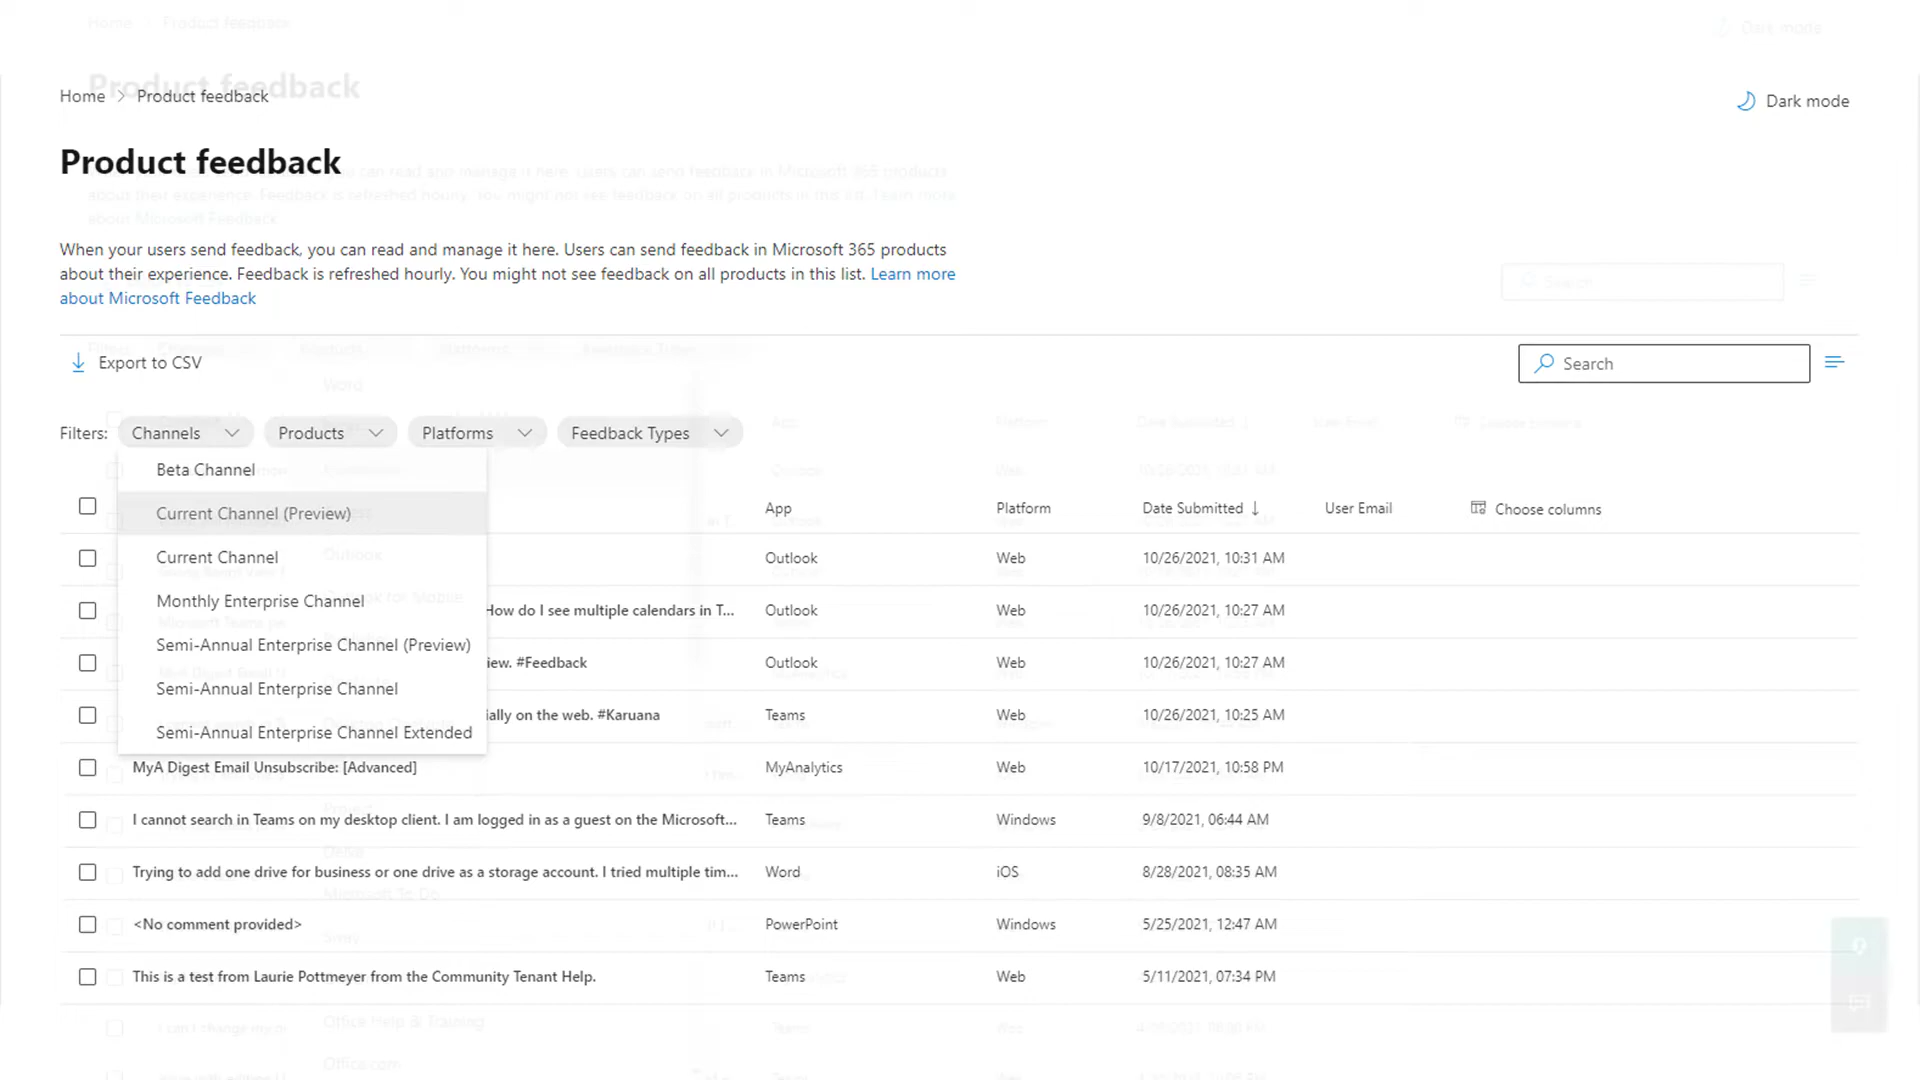 Home > Product feedback
Dark mode
Product feedback
When your users send feedback, you can read and manage it here. Users can send feedback in Microsoft 365 products
about their experience. Feedback is refreshed hourly. You might not see feedback on all products in this list. Learn more
about Microsoft Feedback
Export to CSV
Search
Filters: Channels Products Platforms Feedback Types
Beta Channel
Current Channel (Preview)
Current Channel
Monthly Enterprise Channel
Semi-Annual Enterprise Channel (Preview)
Semi-Annual Enterprise Channel
Semi-Annual Enterprise Channel Extended
App Platform Date Submitted ↓ User Email Choose columns
Outlook Web 10/26/2021, 10:31 AM
How do I see multiple calendars in T... Outlook Web 10/26/2021, 10:27 AM
iew. #Feedback Outlook Web 10/26/2021, 10:27 AM
ially on the web. #Karuana Teams Web 10/26/2021, 10:25 AM
MyA Digest Email Unsubscribe: [Advanced] MyAnalytics Web 10/17/2021, 10:58 PM
I cannot search in Teams on my desktop client. I am logged in as a guest on the Microsoft... Teams Windows 9/8/2021, 06:44 AM
Trying to add one drive for business or one drive as a storage account. I tried multiple tim... Word iOS 8/28/2021, 08:35 AM
<No comment provided> PowerPoint Windows 5/25/2021, 12:47 AM
This is a test from Laurie Pottmeyer from the Community Tenant Help. Teams Web 5/11/2021, 07:34 PM